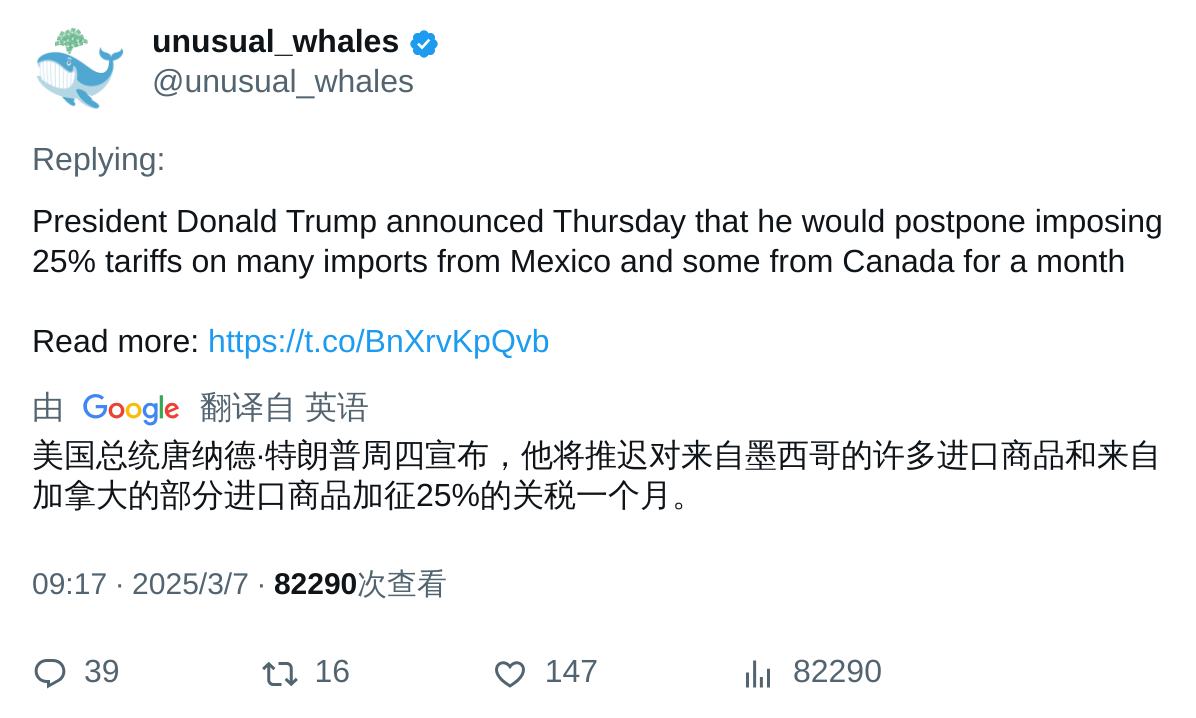 unusual_whales
@unusual_whales
Replying:
President Donald Trump announced Thursday that he would postpone imposing
25% tariffs on many imports from Mexico and some from Canada for a month
Read more: https://t.co/BnXrvKpQvb
由 Google 翻译自 英语
美国总统唐纳德·特朗普周四宣布，他将推迟对来自墨西哥的许多进口商品和来自
加拿大的部分进口商品加征25%的关税一个月。
09:17 · 2025/3/7 · 82290次查看
39 16 147 82290